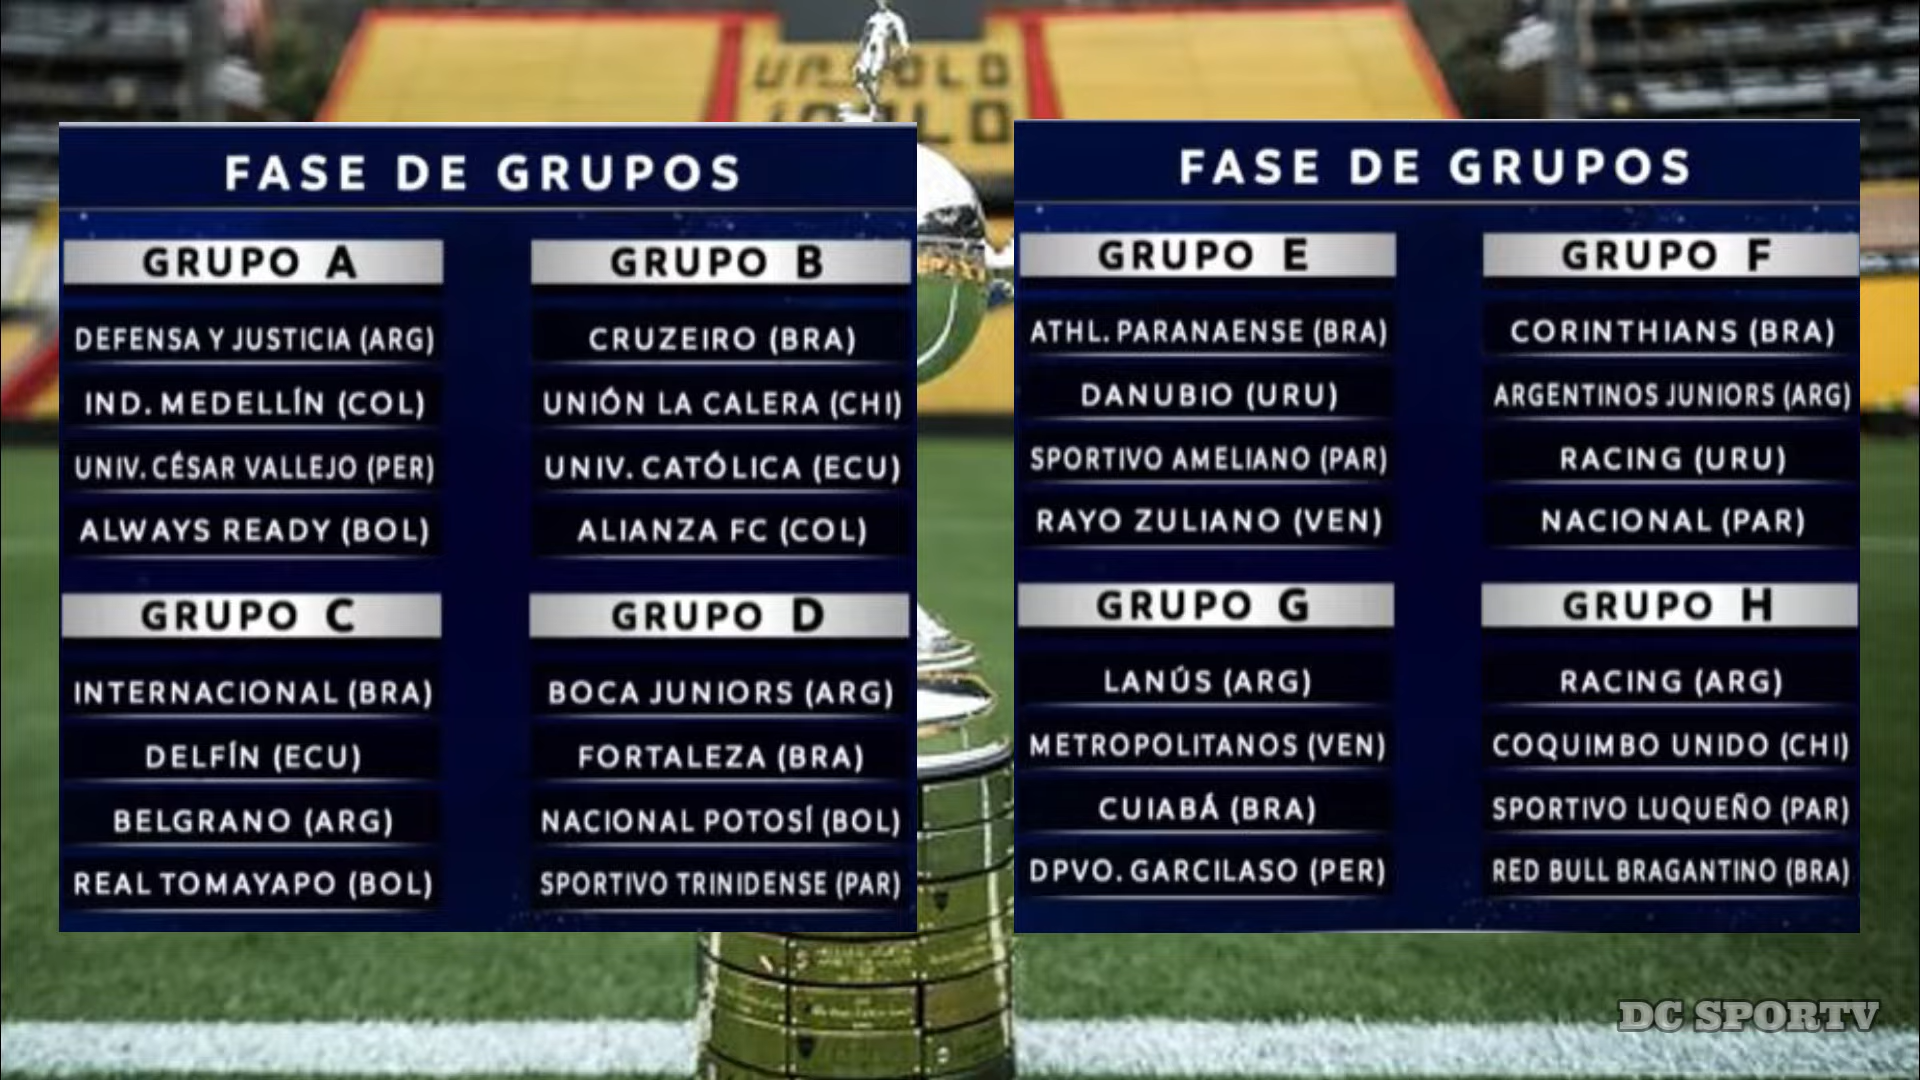 FASE DE GRUPOS
GRUPO A
DEFENSA Y JUSTICIA (ARG)
IND. MEDELLÍN (COL)
UNIV. CÉSAR VALLEJO (PER)
ALWAYS READY (BOL)
GRUPO B
CRUZEIRO (BRA)
UNIÓN LA CALERA (CHI)
UNIV. CATÓLICA (ECU)
ALIANZA FC (COL)
GRUPO C
INTERNACIONAL (BRA)
DELFÍN (ECU)
BELGRANO (ARG)
REAL TOMAYAPO (BOL)
GRUPO D
BOCA JUNIORS (ARG)
FORTALEZA (BRA)
NACIONAL POTOSÍ (BOL)
SPORTIVO TRINIDENSE (PAR)
FASE DE GRUPOS
GRUPO E
ATHL. PARANAENSE (BRA)
DANUBIO (URU)
SPORTIVO AMELIANO (PAR)
RAYO ZULIANO (VEN)
GRUPO F
CORINTHIANS (BRA)
ARGENTINOS JUNIORS (ARG)
RACING (URU)
NACIONAL (PAR)
GRUPO G
LANÚS (ARG)
METROPOLITANOS (VEN)
CUIABÁ (BRA)
DPVO. GARCILASO (PER)
GRUPO H
RACING (ARG)
COQUIMBO UNIDO (CHI)
SPORTIVO LUQUEÑO (PAR)
RED BULL BRAGANTINO (BRA)
DC SPORTV